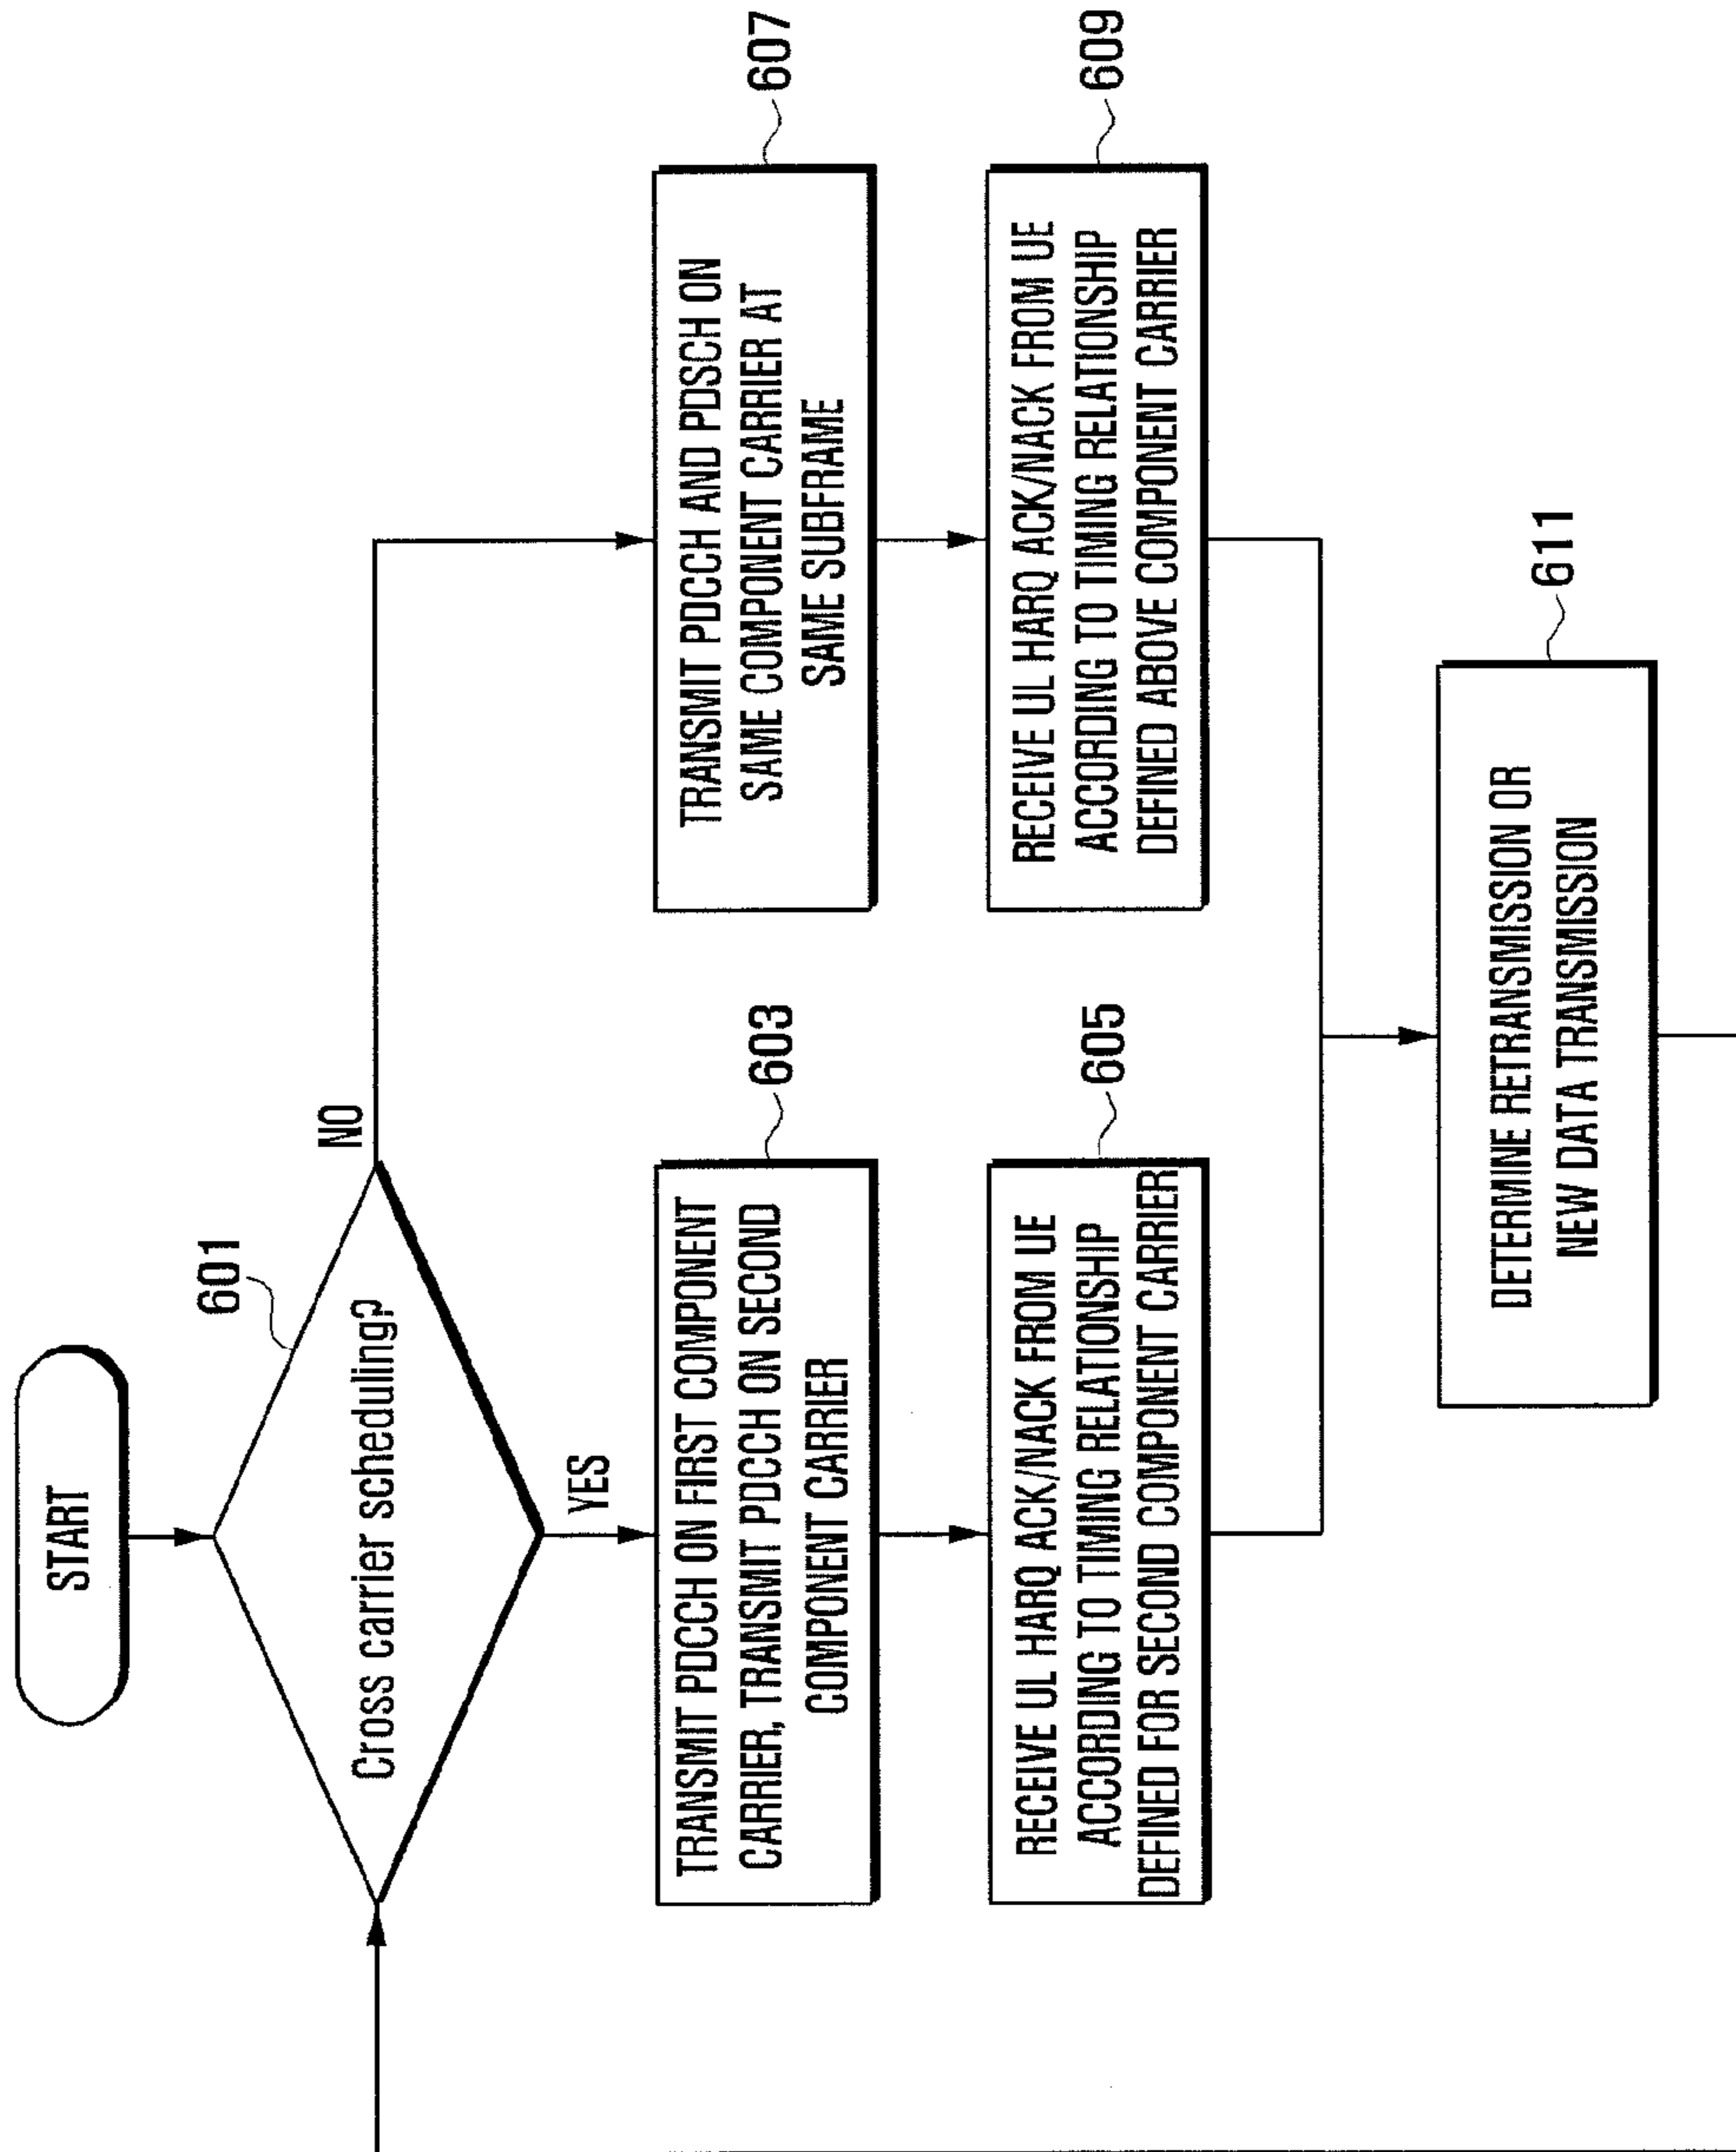 START
601
Cross carrier scheduling?
NO
YES
TRANSMIT PDCCH ON FIRST COMPONENT
CARRIER, TRANSMIT PDCCH ON SECOND
COMPONENT CARRIER
603
RECEIVE UL HARQ ACK/NACK FROM UE
ACCORDING TO TIMING RELATIONSHIP
DEFINED FOR SECOND COMPONENT CARRIER
605
TRANSMIT PDCCH AND PDSCH ON
SAME COMPONENT CARRIER AT
SAME SUBFRAME
607
RECEIVE UL HARQ ACK/NACK FROM UE
ACCORDING TO TIMING RELATIONSHIP
DEFINED ABOVE COMPONENT CARRIER
609
DETERMINE RETRANSMISSION OR
NEW DATA TRANSMISSION
611